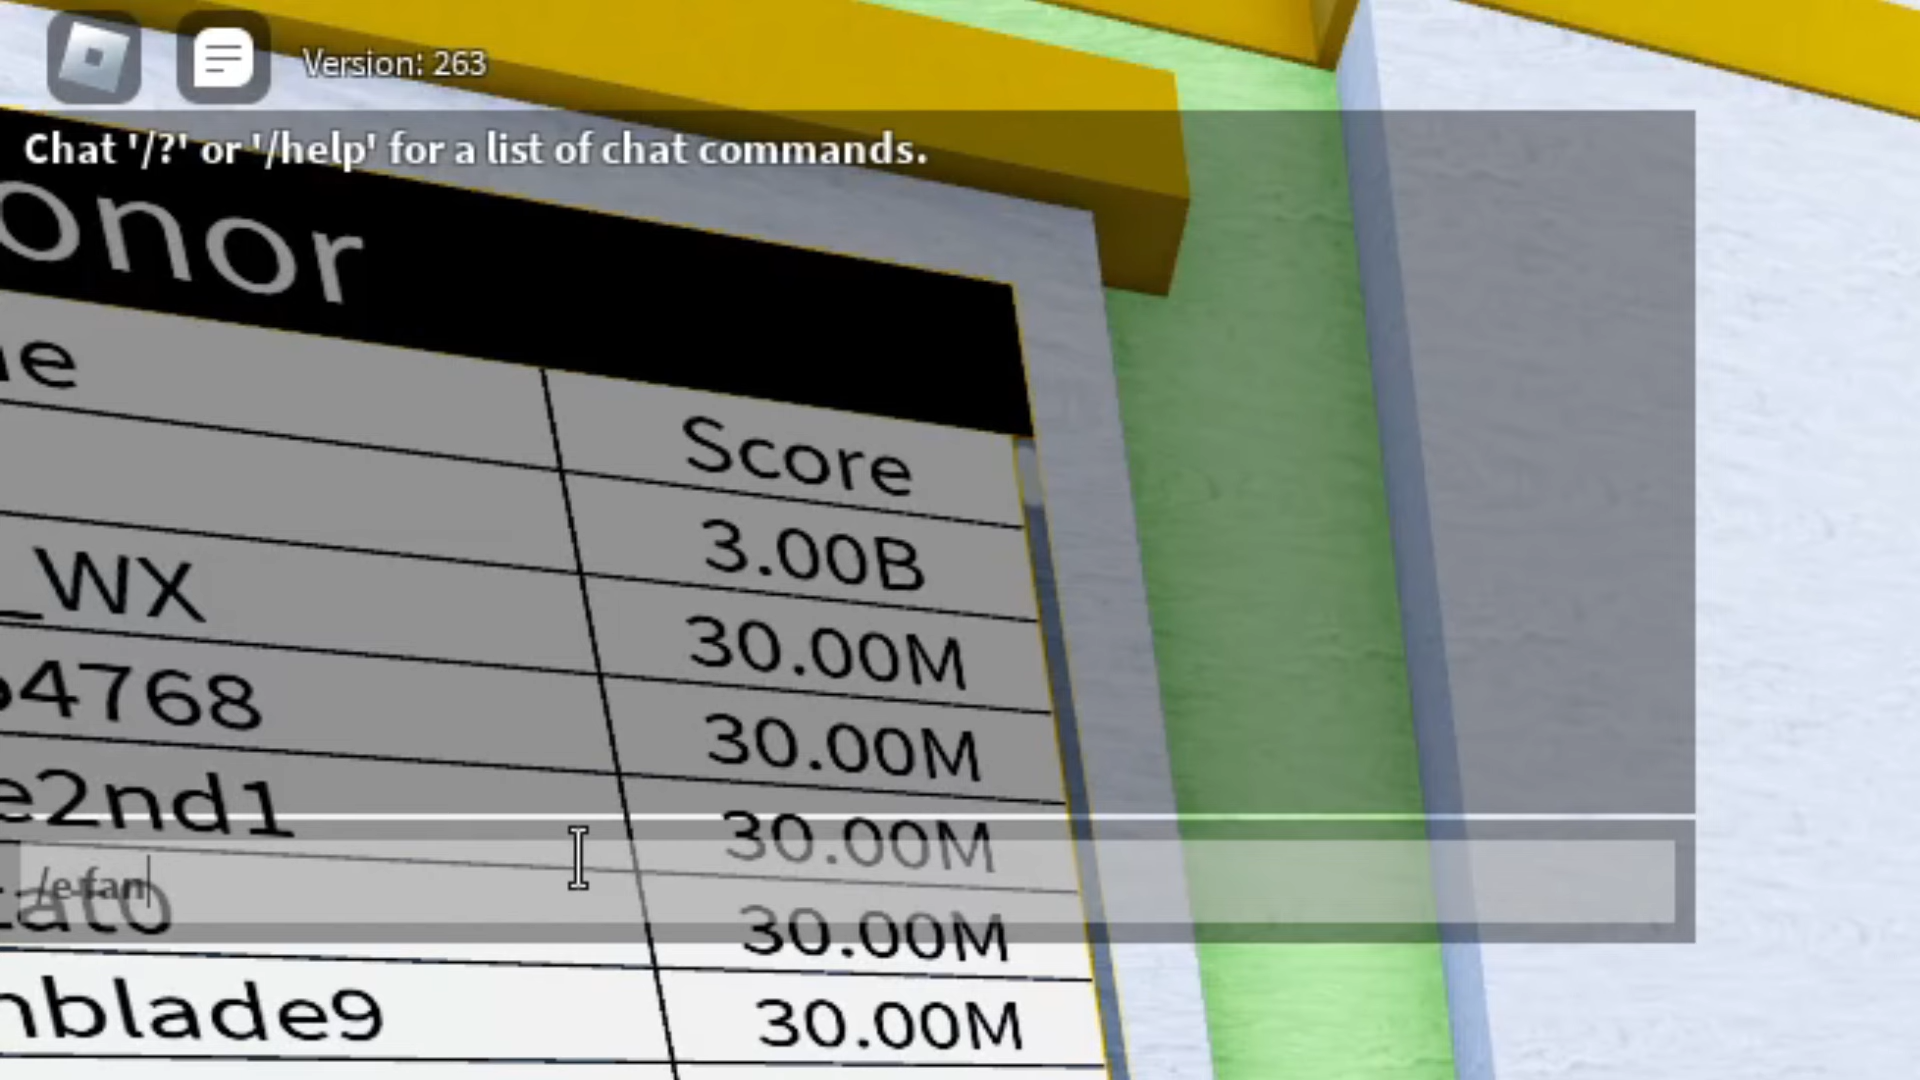 Version: 263
Chat '/?' or '/help' for a list of chat commands.
onor
Score
3.00B
_WX 30.00M
4768 30.00M
e2nd1 30.00M
/e fan
tato 30.00M
nblade9 30.00M